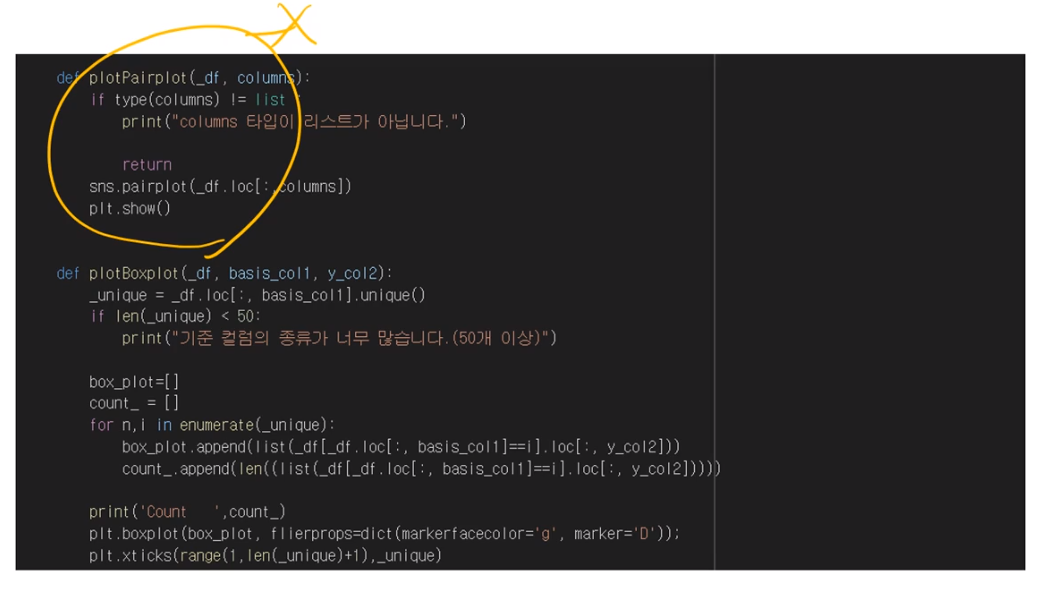 X
def plotPairplot(_df, columns):
if type(columns) != list :
print("columns 타입이 리스트가 아닙니다.")
return
sns.pairplot(_df.loc[:,columns])
plt.show()
def plotBoxplot(_df, basis_col1, y_col2):
_unique = _df.loc[:, basis_col1].unique()
if len(_unique) < 50:
print("기준 컬럼의 종류가 너무 많습니다.(50개 이상)")
box_plot=[]
count_ = []
for n,i in enumerate(_unique):
box_plot.append(list(_df[_df.loc[:, basis_col1]==i].loc[:, y_col2]))
count_.append(len((list(_df[_df.loc[:, basis_col1]==i].loc[:, y_col2]))))
print('Count   ',count_)
plt.boxplot(box_plot, flierprops=dict(markerfacecolor='g', marker='D'));
plt.xticks(range(1,len(_unique)+1),_unique)